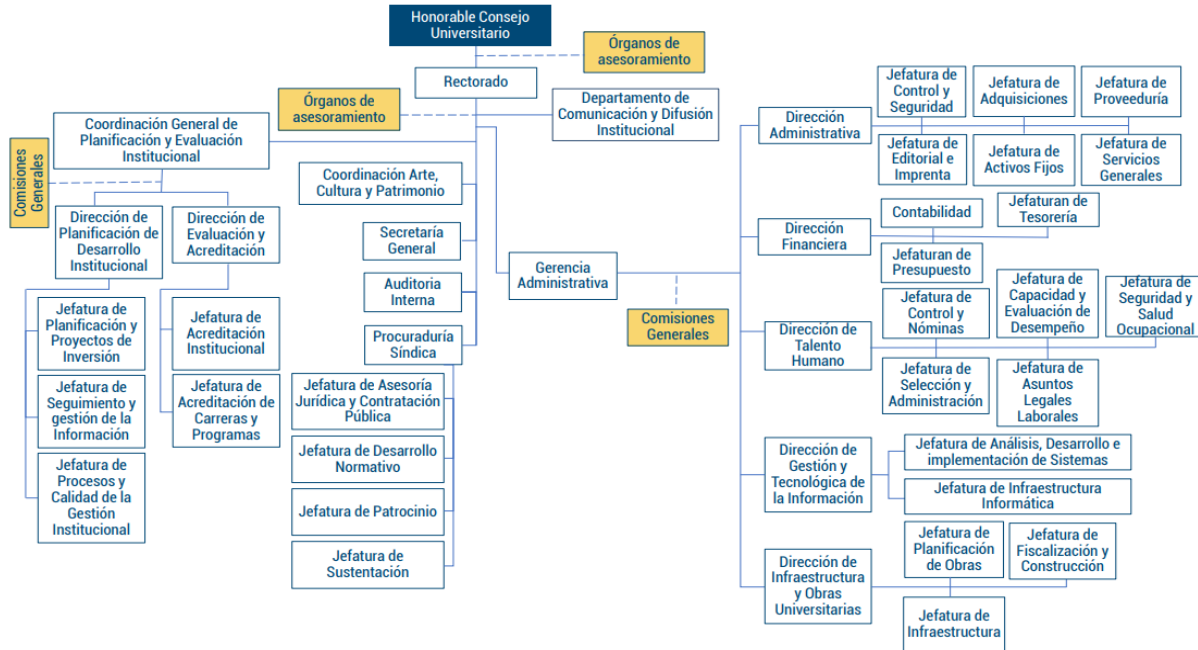 Honorable Consejo
Universitario
Órganos de
asesoramiento
Rectorado
Órganos de
asesoramiento
Departamento de
Comunicación y Difusión
Institucional
Coordinación General de
Planificación y Evaluación
Institucional
Comisiones
Generales
Dirección de
Planificación de
Desarrollo
Institucional
Dirección de
Evaluación y
Acreditación
Jefatura de
Planificación y
Proyectos de
Inversión
Jefatura de
Seguimiento y
gestión de la
Información
Jefatura de
Procesos y
Calidad de la
Gestión
Institucional
Jefatura de
Acreditación
Institucional
Jefatura de
Acreditación de
Carreras y
Programas
Coordinación Arte,
Cultura y Patrimonio
Secretaría
General
Auditoria
Interna
Procuraduría
Síndica
Jefatura de Asesoría
Jurídica y Contratación
Pública
Jefatura de Desarrollo
Normativo
Jefatura de Patrocinio
Jefatura de
Sustentación
Gerencia
Administrativa
Comisiones
Generales
Dirección
Administrativa
Jefatura de
Control y
Seguridad
Jefatura de
Adquisiciones
Jefatura de
Proveeduría
Jefatura de
Editorial e
Imprenta
Jefatura de
Activos Fijos
Jefatura de
Servicios
Generales
Dirección
Financiera
Contabilidad
Jefaturan de
Tesorería
Jefaturan de
Presupuesto
Dirección de
Talento
Humano
Jefatura de
Control y
Nóminas
Jefatura de
Capacidad y
Evaluación de
Desempeño
Jefatura de
Seguridad y
Salud
Ocupacional
Jefatura de
Selección y
Administración
Jefatura de
Asuntos
Legales
Laborales
Dirección de
Gestión y
Tecnológica de
la Información
Jefatura de Análisis, Desarrollo e
implementación de Sistemas
Jefatura de Infraestructura
Informática
Dirección de
Infraestructura
y Obras
Universitarias
Jefatura de
Planificación
de Obras
Jefatura de
Fiscalización y
Construcción
Jefatura de
Infraestructura